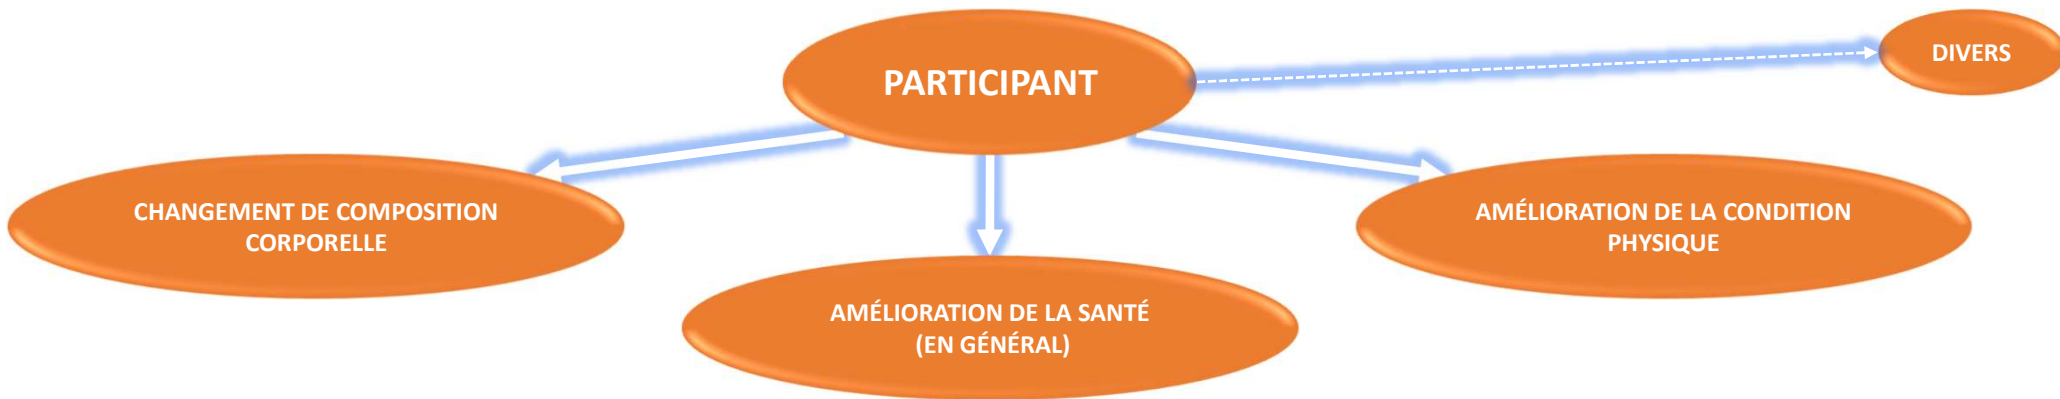 PARTICIPANT
DIVERS
CHANGEMENT DE COMPOSITION
CORPORELLE
AMÉLIORATION DE LA SANTÉ
(EN GÉNÉRAL)
AMÉLIORATION DE LA CONDITION
PHYSIQUE